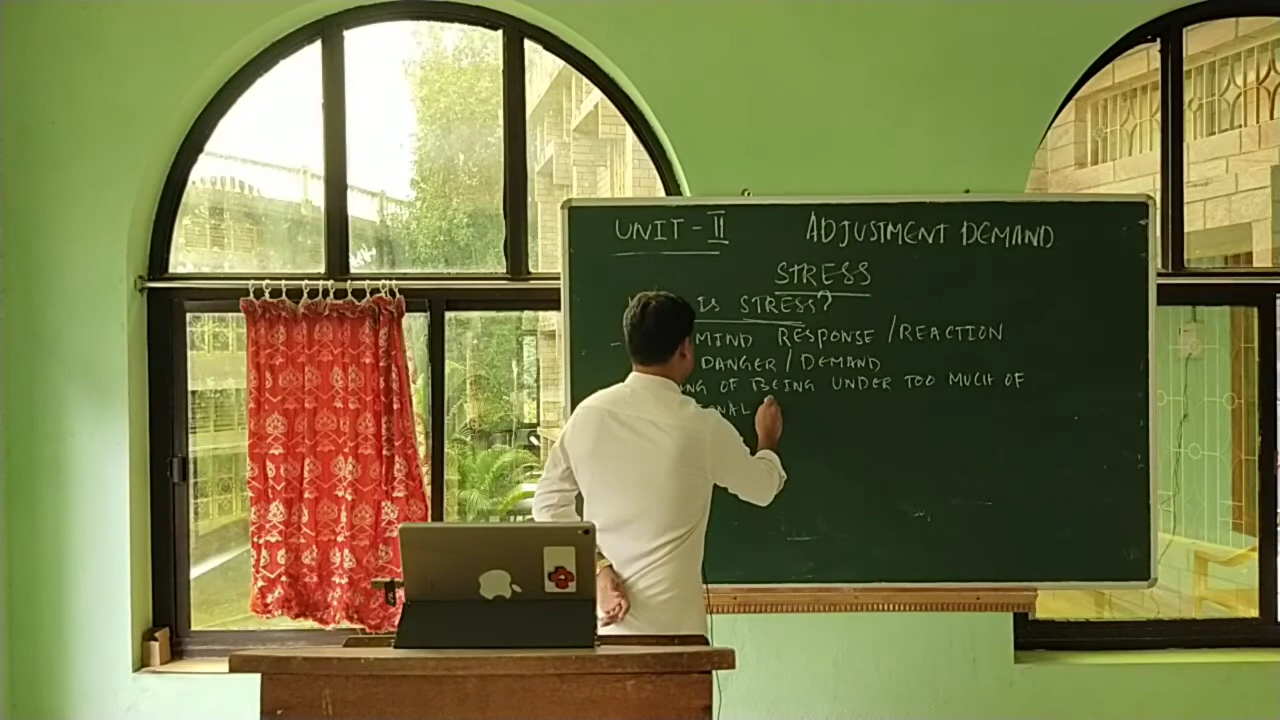 UNIT - II ADJUSTMENT DEMAND
STRESS
IS STRESS?
- MIND RESPONSE / REACTION
DANGER / DEMAND
OF BEING UNDER TOO MUCH OF